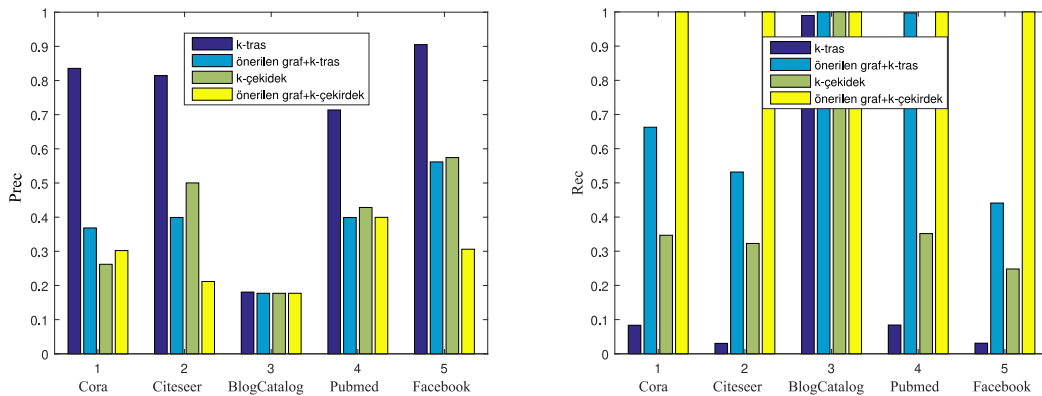 1
0.9
0.8
0.7
0.6
0.5
0.4
0.3
0.2
0.1
0
Prec
k-tras
önerilen graf+k-tras
k-çekidek
önerilen graf+k-çekirdek
1 2 3 4 5
Cora Citeseer BlogCatalog Pubmed Facebook
1
0.9
0.8
0.7
0.6
0.5
0.4
0.3
0.2
0.1
0
Rec
k-tras
önerilen graf+k-tras
k-çekidek
önerilen graf+k-çekirdek
1 2 3 4 5
Cora Citeseer BlogCatalog Pubmed Facebook